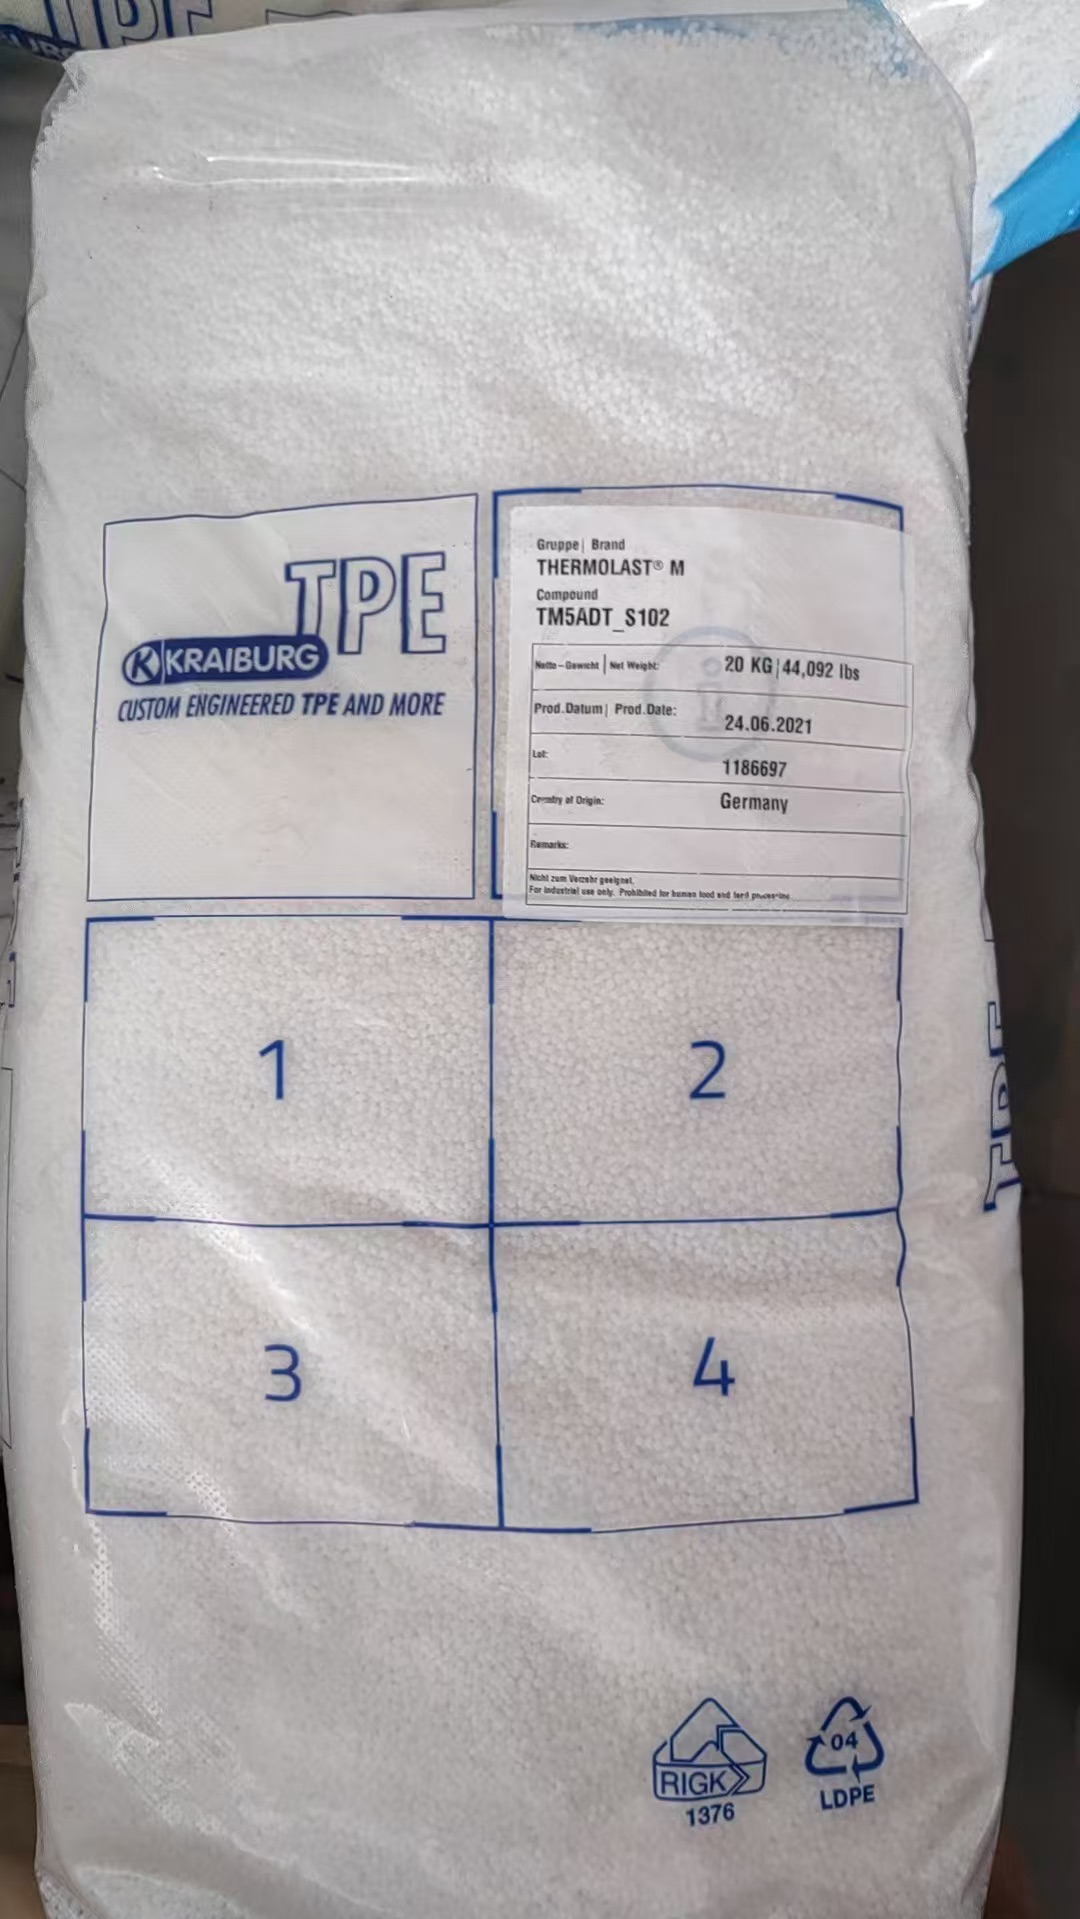 TPE
KRAIBURG
CUSTOM ENGINEERED TPE AND MORE
Gruppe | Brand
THERMOLAST® M
Compound
TM5ADT_S102
Netto-Gewicht | Net Weight: 20 KG | 44,092 lbs
Prod.Datum | Prod.Date: 24.06.2021
Lot: 1186697
Country of Origin: Germany
Remarks:
Nicht zum Verzehr geeignet.
For industrial use only. Prohibited for human food and feed processing
1
2
3
4
RIGK
1376
04
LDPE
TPE